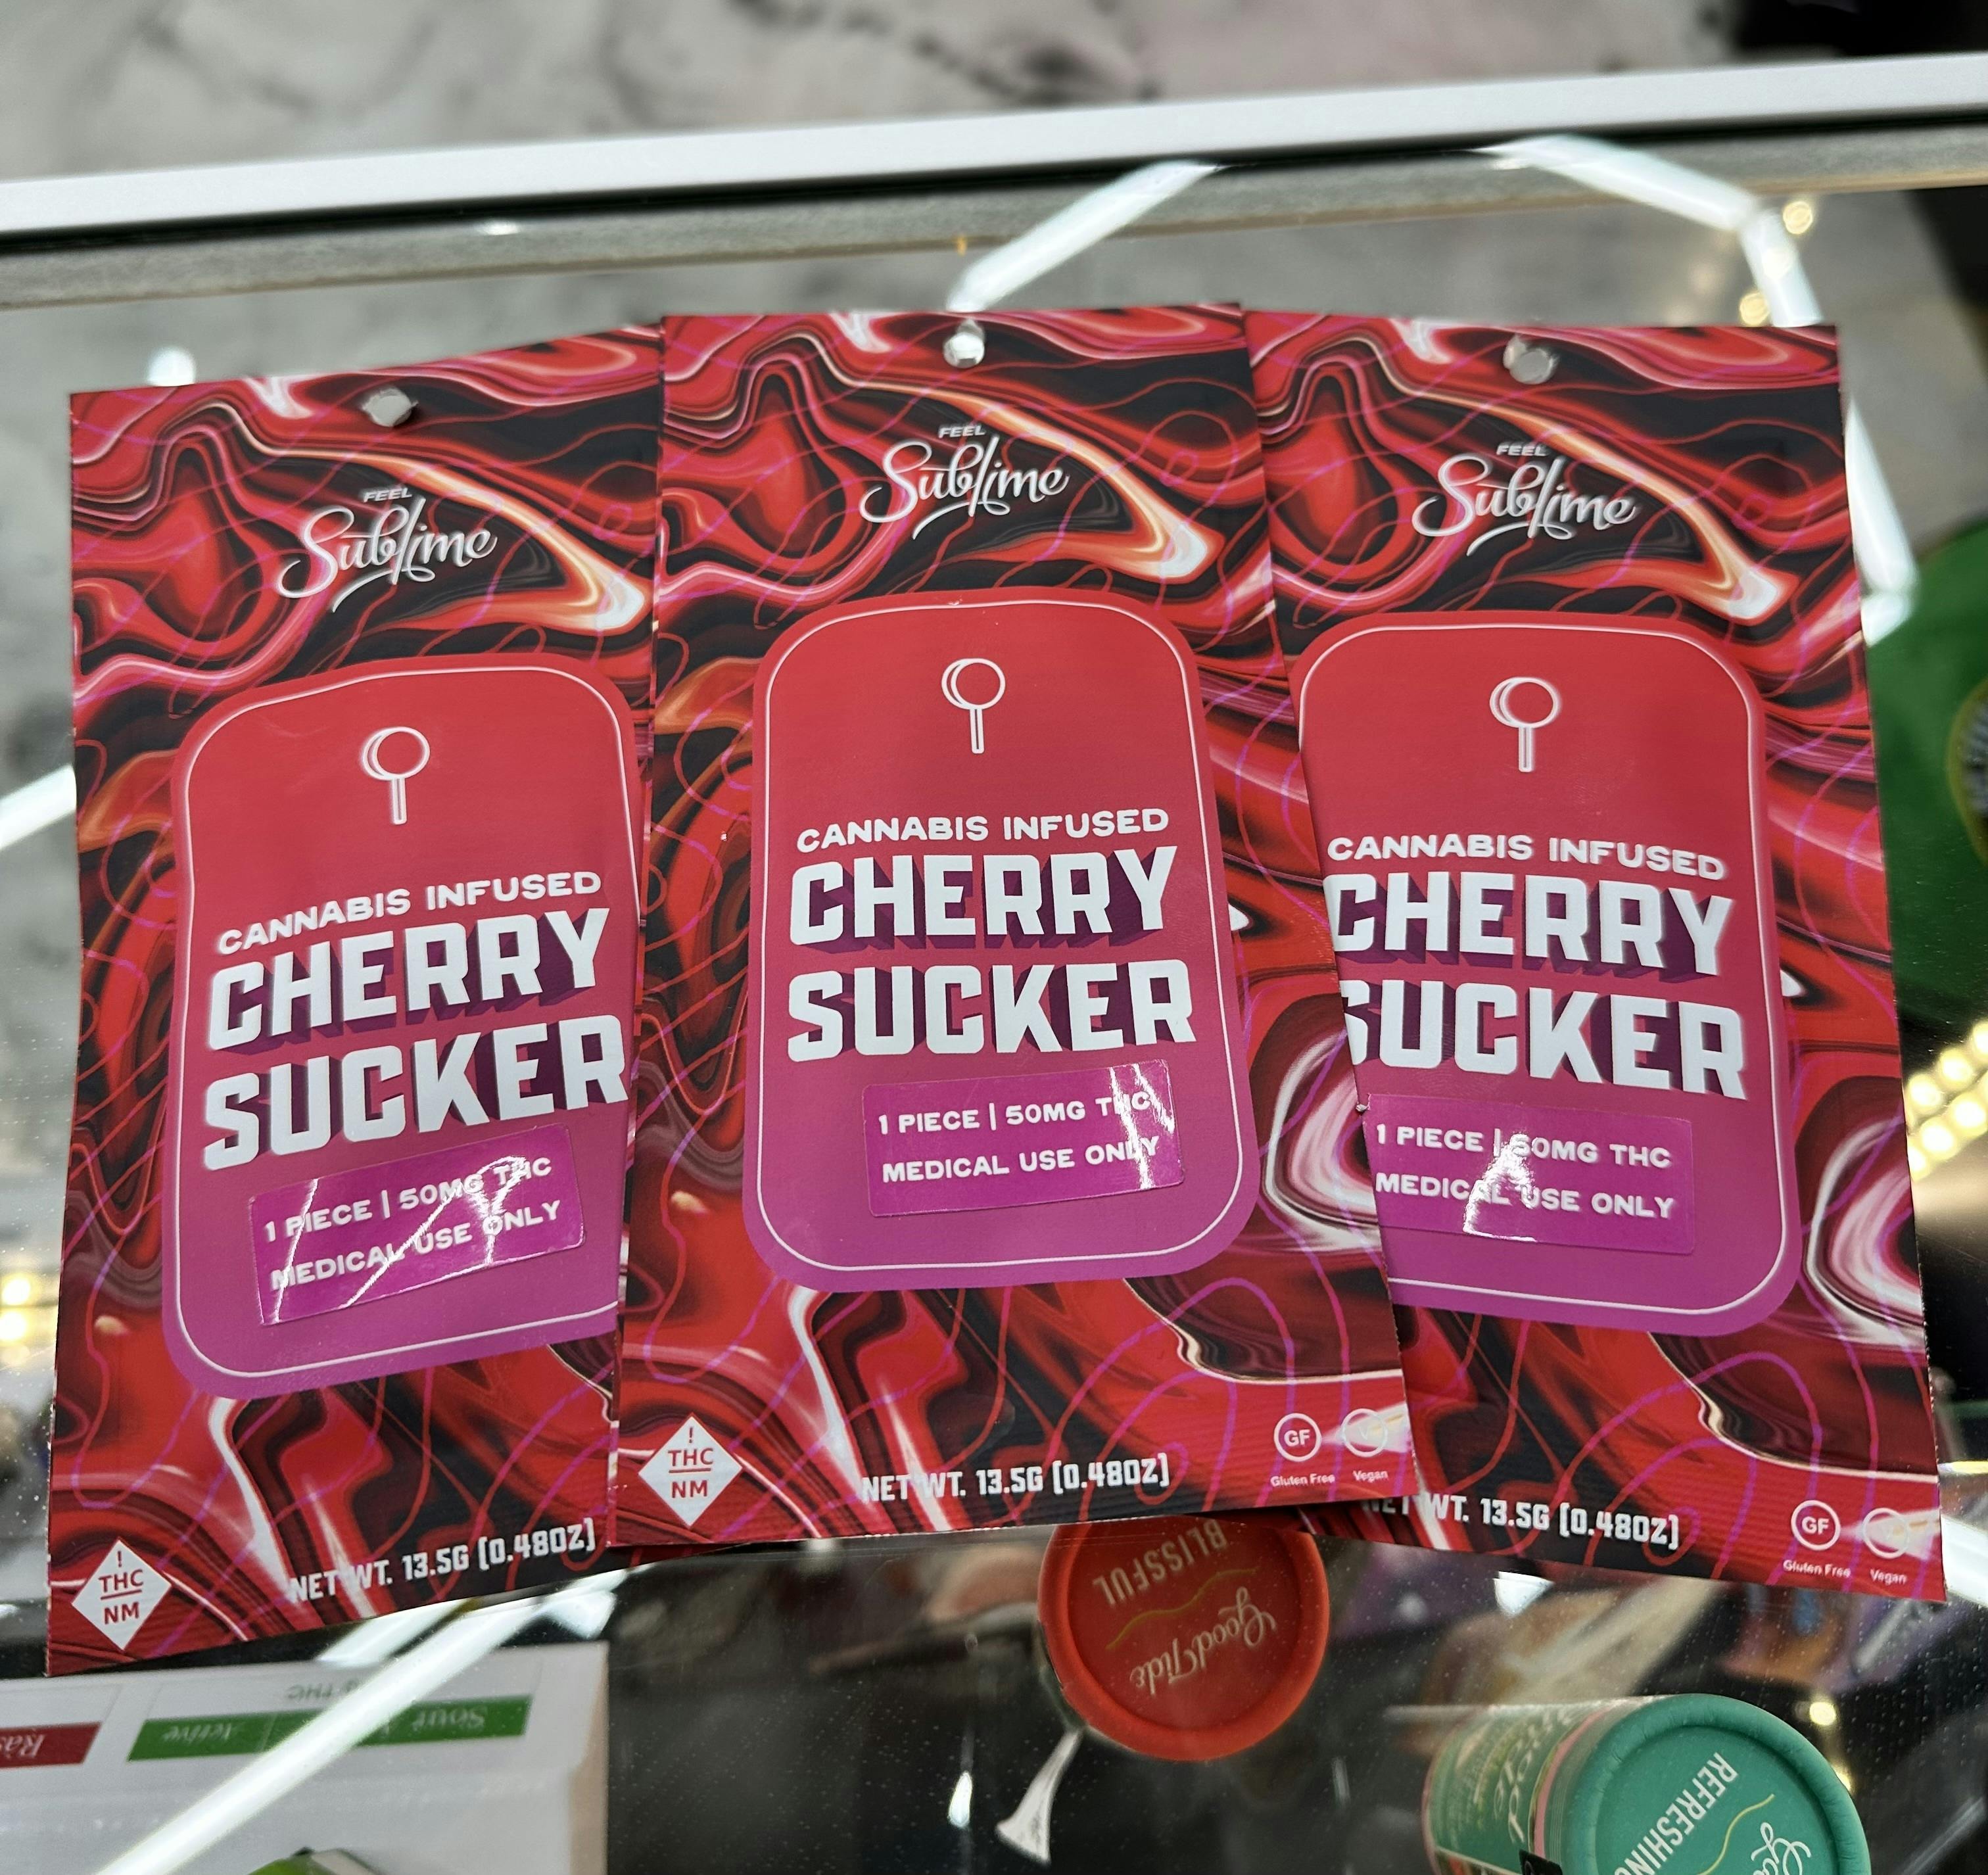 FEEL
Sublime
CANNABIS INFUSED
CHERRY
SUCKER
1 PIECE | 50MG THC
MEDICAL USE ONLY
!
THC
NM
NET WT. 13.5G (0.48OZ)
FEEL
Sublime
CANNABIS INFUSED
CHERRY
SUCKER
1 PIECE | 50MG THC
MEDICAL USE ONLY
!
THC
NM
NET WT. 13.5G (0.48OZ)
GF
Gluten Free
Vegan
FEEL
Sublime
CANNABIS INFUSED
CHERRY
SUCKER
1 PIECE | 50MG THC
MEDICAL USE ONLY
NET WT. 13.5G (0.48OZ)
GF
Gluten Free
Vegan
Good Tide
BLISSFUL
Sour
Active
REFRESHING